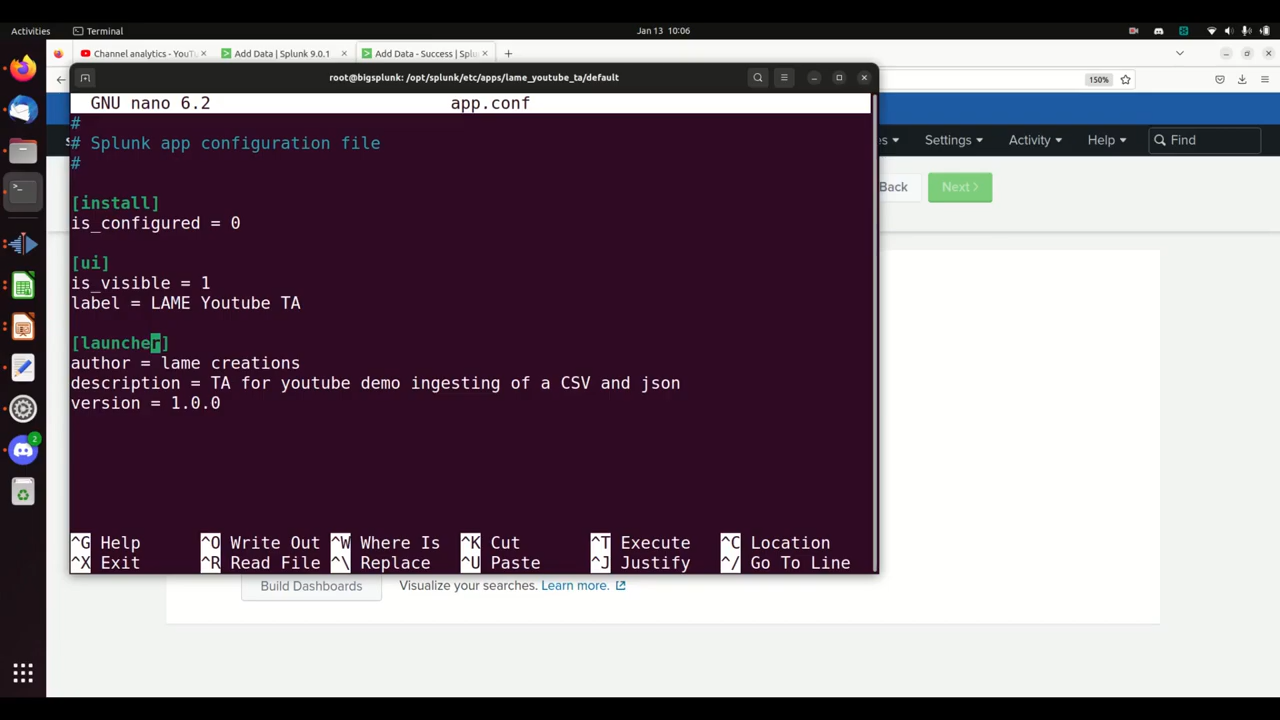 Activities
Terminal
Jan 13 10:06
2
Channel analytics - YouTu
Add Data | Splunk 9.0.1
Add Data - Success | Splu
150%
root@bigsplunk: /opt/splunk/etc/apps/lame_youtube_ta/default
Settings
Activity
Help
Find
Back
Next
GNU nano 6.2
app.conf
#
# Splunk app configuration file
#
[install]
is_configured = 0
[ui]
is_visible = 1
label = LAME Youtube TA
[launcher]
author = lame creations
description = TA for youtube demo ingesting of a CSV and json
version = 1.0.0
^G Help ^O Write Out ^W Where Is ^K Cut ^T Execute ^C Location
^X Exit ^R Read File ^\ Replace ^U Paste ^J Justify ^/ Go To Line
Build Dashboards
Visualize your searches. Learn more.